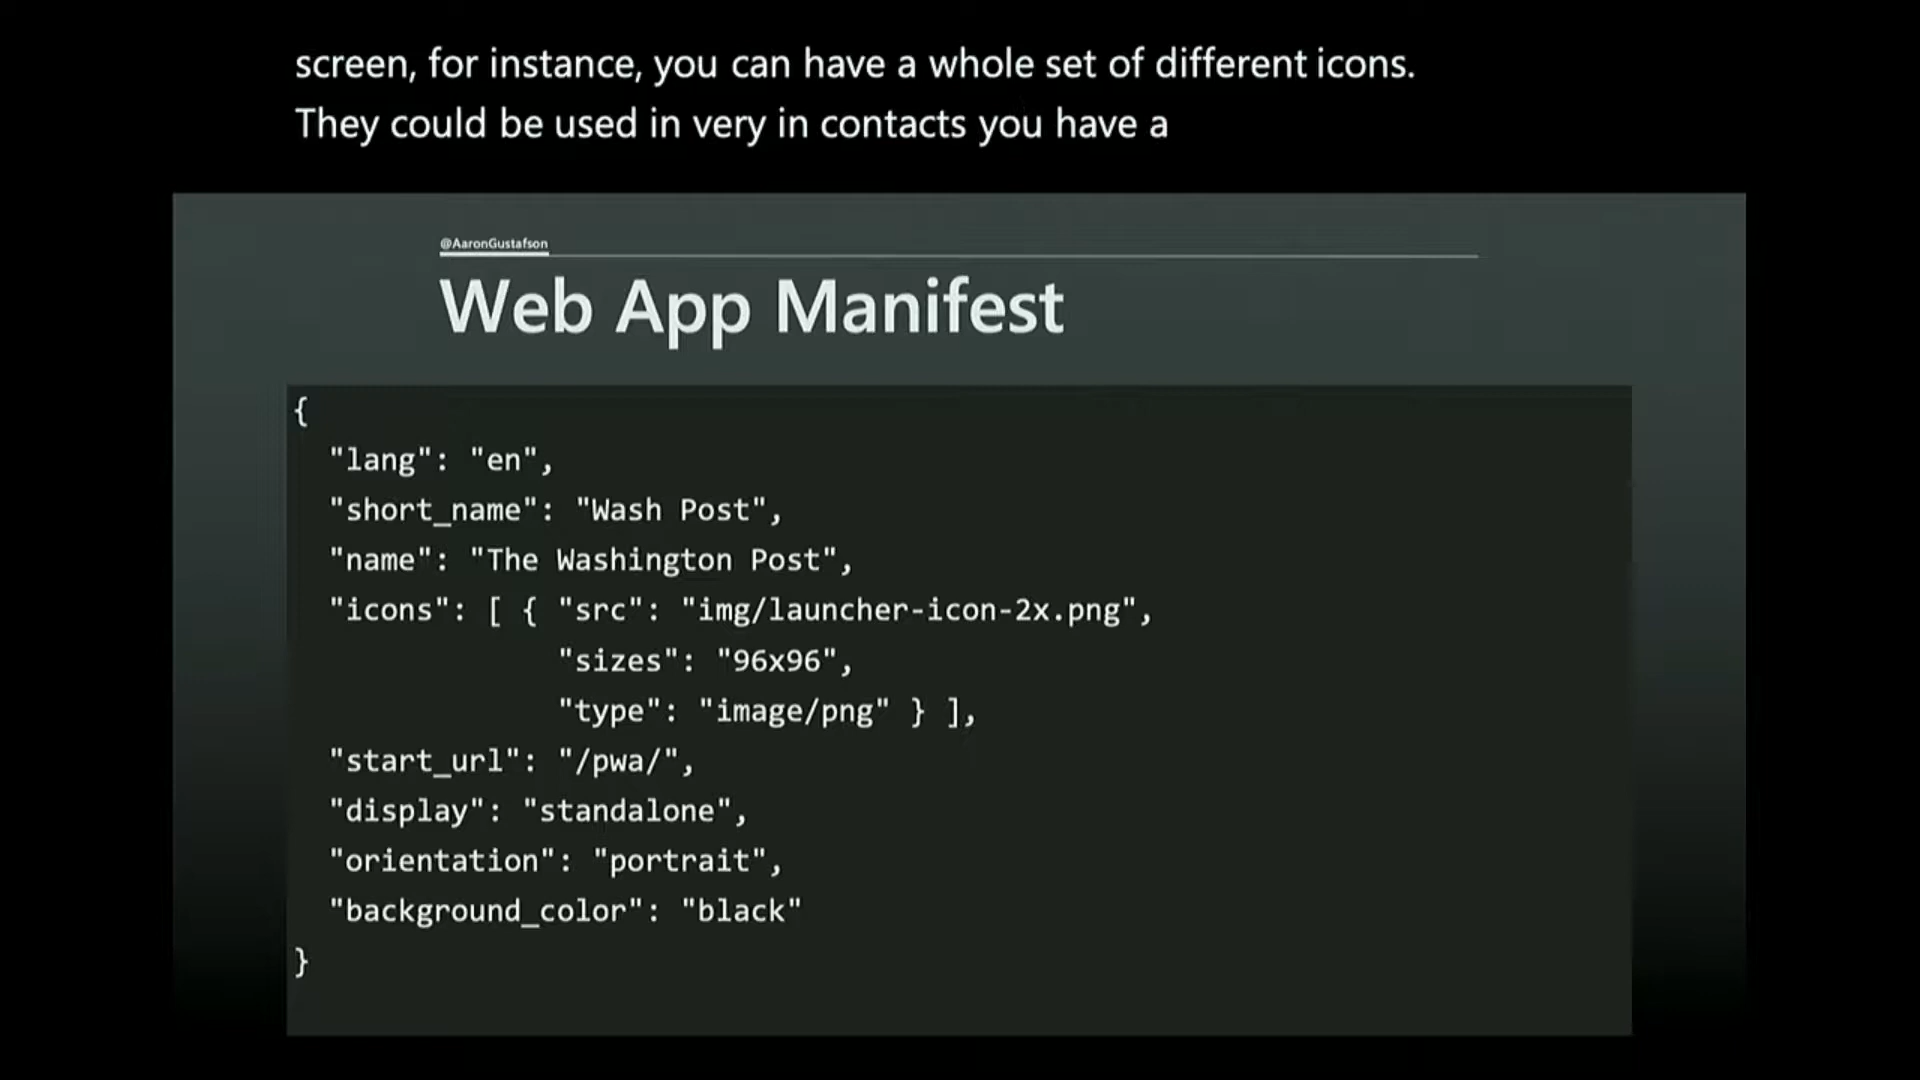 screen, for instance, you can have a whole set of different icons.
They could be used in very in contacts you have a
@AaronGustafson
Web App Manifest
{
  "lang": "en",
  "short_name": "Wash Post",
  "name": "The Washington Post",
  "icons": [ { "src": "img/launcher-icon-2x.png",
               "sizes": "96x96",
               "type": "image/png" } ],
  "start_url": "/pwa/",
  "display": "standalone",
  "orientation": "portrait",
  "background_color": "black"
}